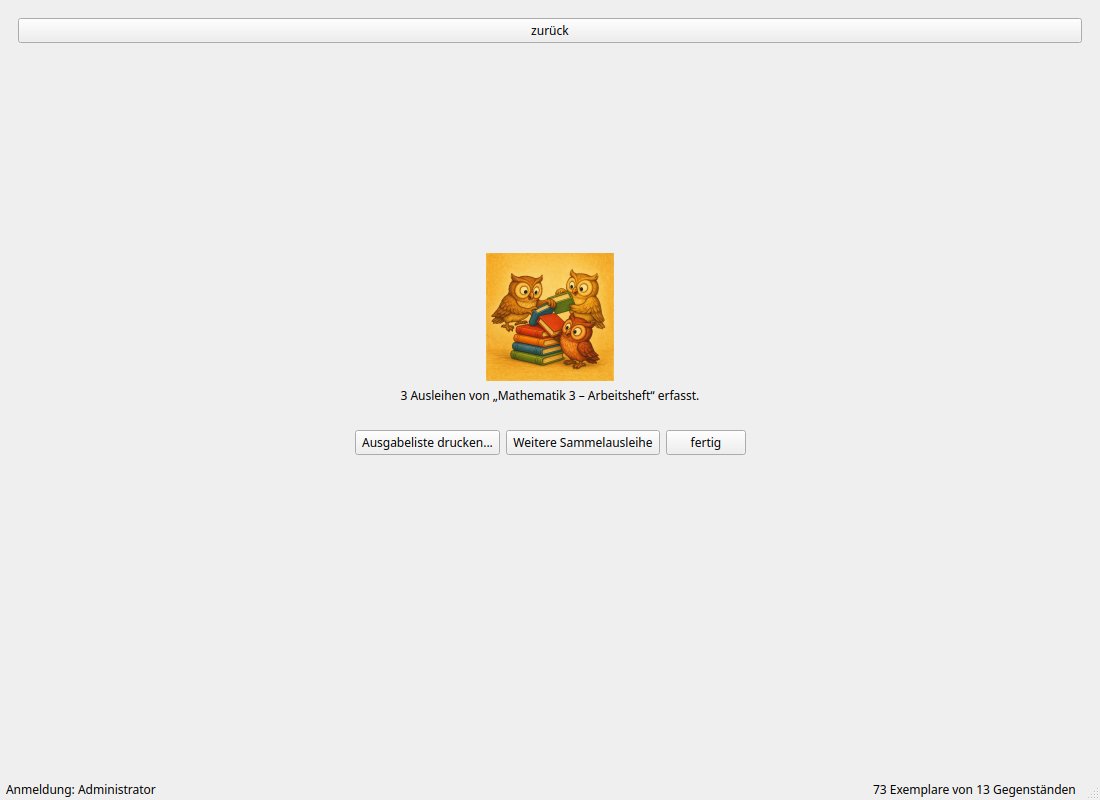 zurück
3 Ausleihen von „Mathematik 3 – Arbeitsheft“ erfasst.
Ausgabeliste drucken...
Weitere Sammelausleihe
fertig
Anmeldung: Administrator
73 Exemplare von 13 Gegenständen